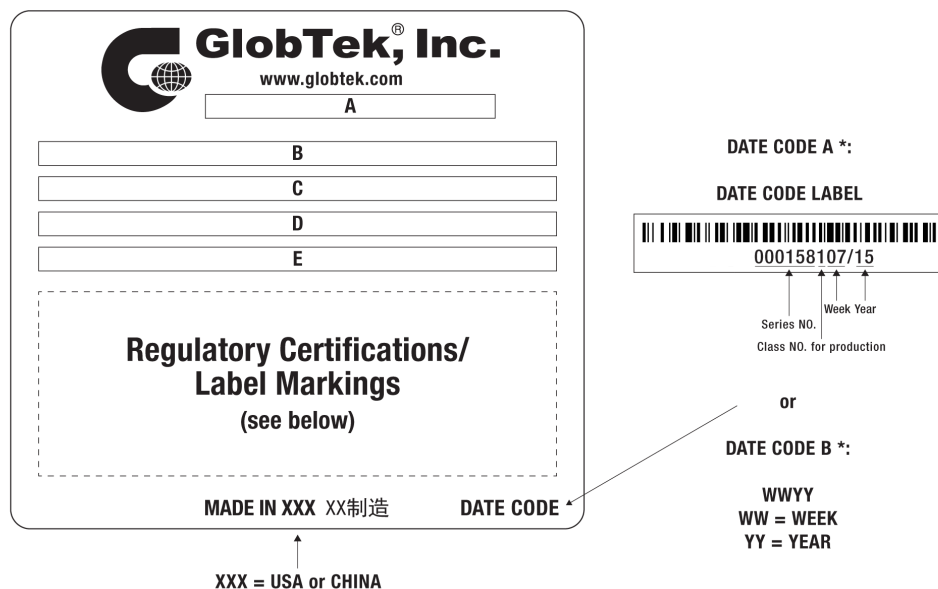 GlobTek,® Inc.
www.globtek.com
A
B
C
D
E
Regulatory Certifications/
Label Markings
(see below)
MADE IN XXX XX制造
DATE CODE
XXX = USA or CHINA
DATE CODE A *:
DATE CODE LABEL
000158107/15
Week Year
Series NO.
Class NO. for production
or
DATE CODE B *:
WWYY
WW = WEEK
YY = YEAR